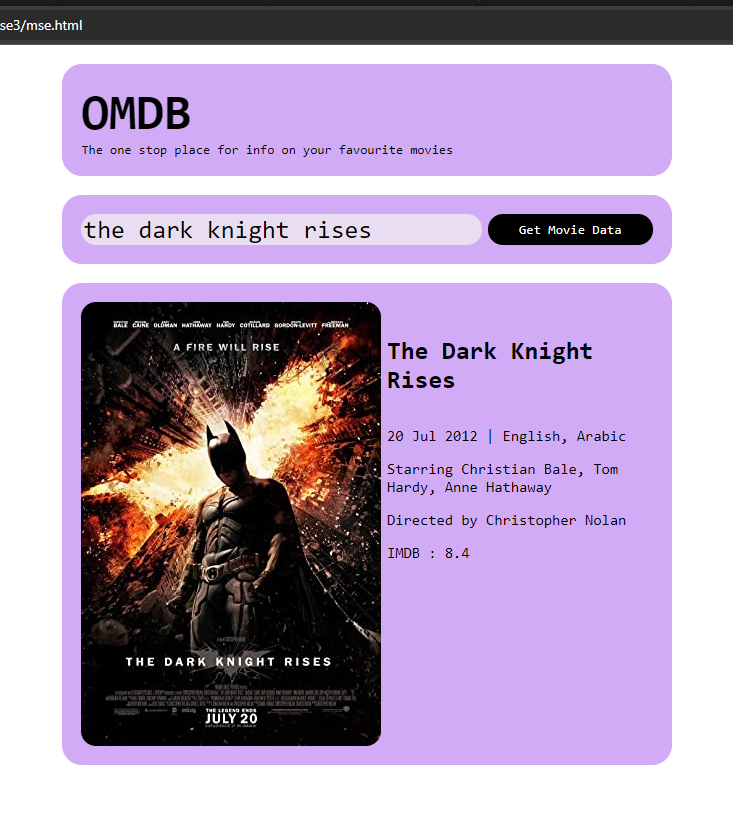 se3/mse.html
OMDB
The one stop place for info on your favourite movies
the dark knight rises
Get Movie Data
BALE CAINE OLDMAN HATHAWAY HARDY COTILLARD GORDON-LEVITT FREEMAN
A FIRE WILL RISE
THE DARK KNIGHT RISES
THE LEGEND ENDS
JULY 20
The Dark Knight
Rises
20 Jul 2012 | English, Arabic
Starring Christian Bale, Tom
Hardy, Anne Hathaway
Directed by Christopher Nolan
IMDB : 8.4